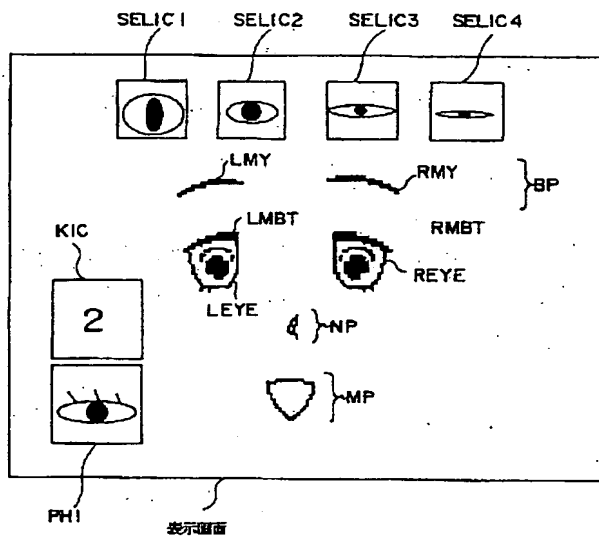 SELIC1 SELIC2 SELIC3 SELIC4
LMY RMY BP
LMBT RMBT
KIC
LEYE REYE
2
NP
MP
PH1
表示画面